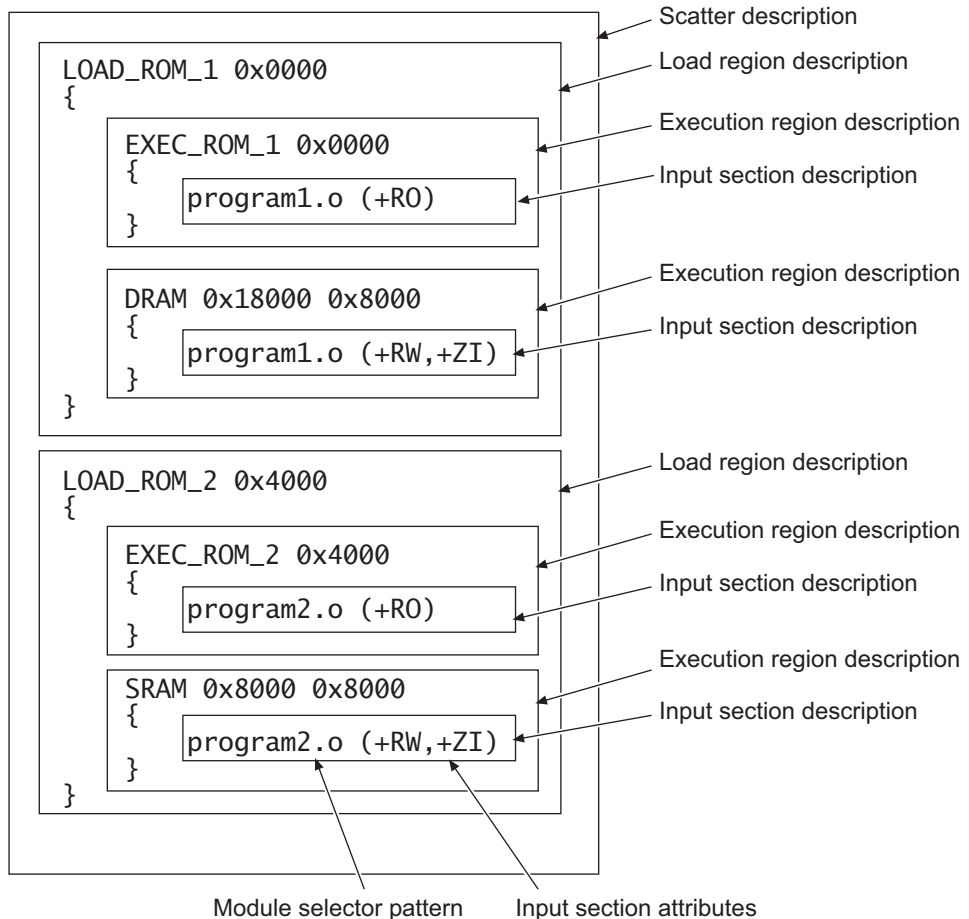 Scatter description
LOAD_ROM_1 0x0000
Load region description
{
EXEC_ROM_1 0x0000
Execution region description
{
program1.o (+RO)
Input section description
}
DRAM 0x18000 0x8000
Execution region description
{
program1.o (+RW,+ZI)
Input section description
}
}
LOAD_ROM_2 0x4000
Load region description
{
EXEC_ROM_2 0x4000
Execution region description
{
program2.o (+RO)
Input section description
}
SRAM 0x8000 0x8000
Execution region description
{
program2.o (+RW,+ZI)
Input section description
}
}
Module selector pattern
Input section attributes